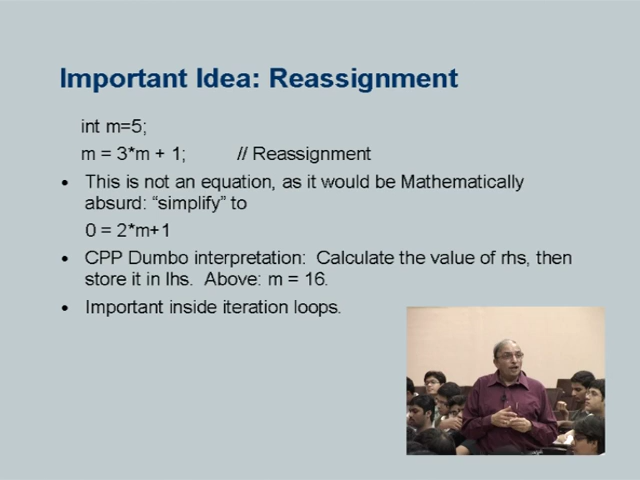 Important Idea: Reassignment
int m=5;
m = 3*m + 1; // Reassignment
• This is not an equation, as it would be Mathematically
absurd: “simplify” to
0 = 2*m+1
• CPP Dumbo interpretation: Calculate the value of rhs, then
store it in lhs. Above: m = 16.
• Important inside iteration loops.